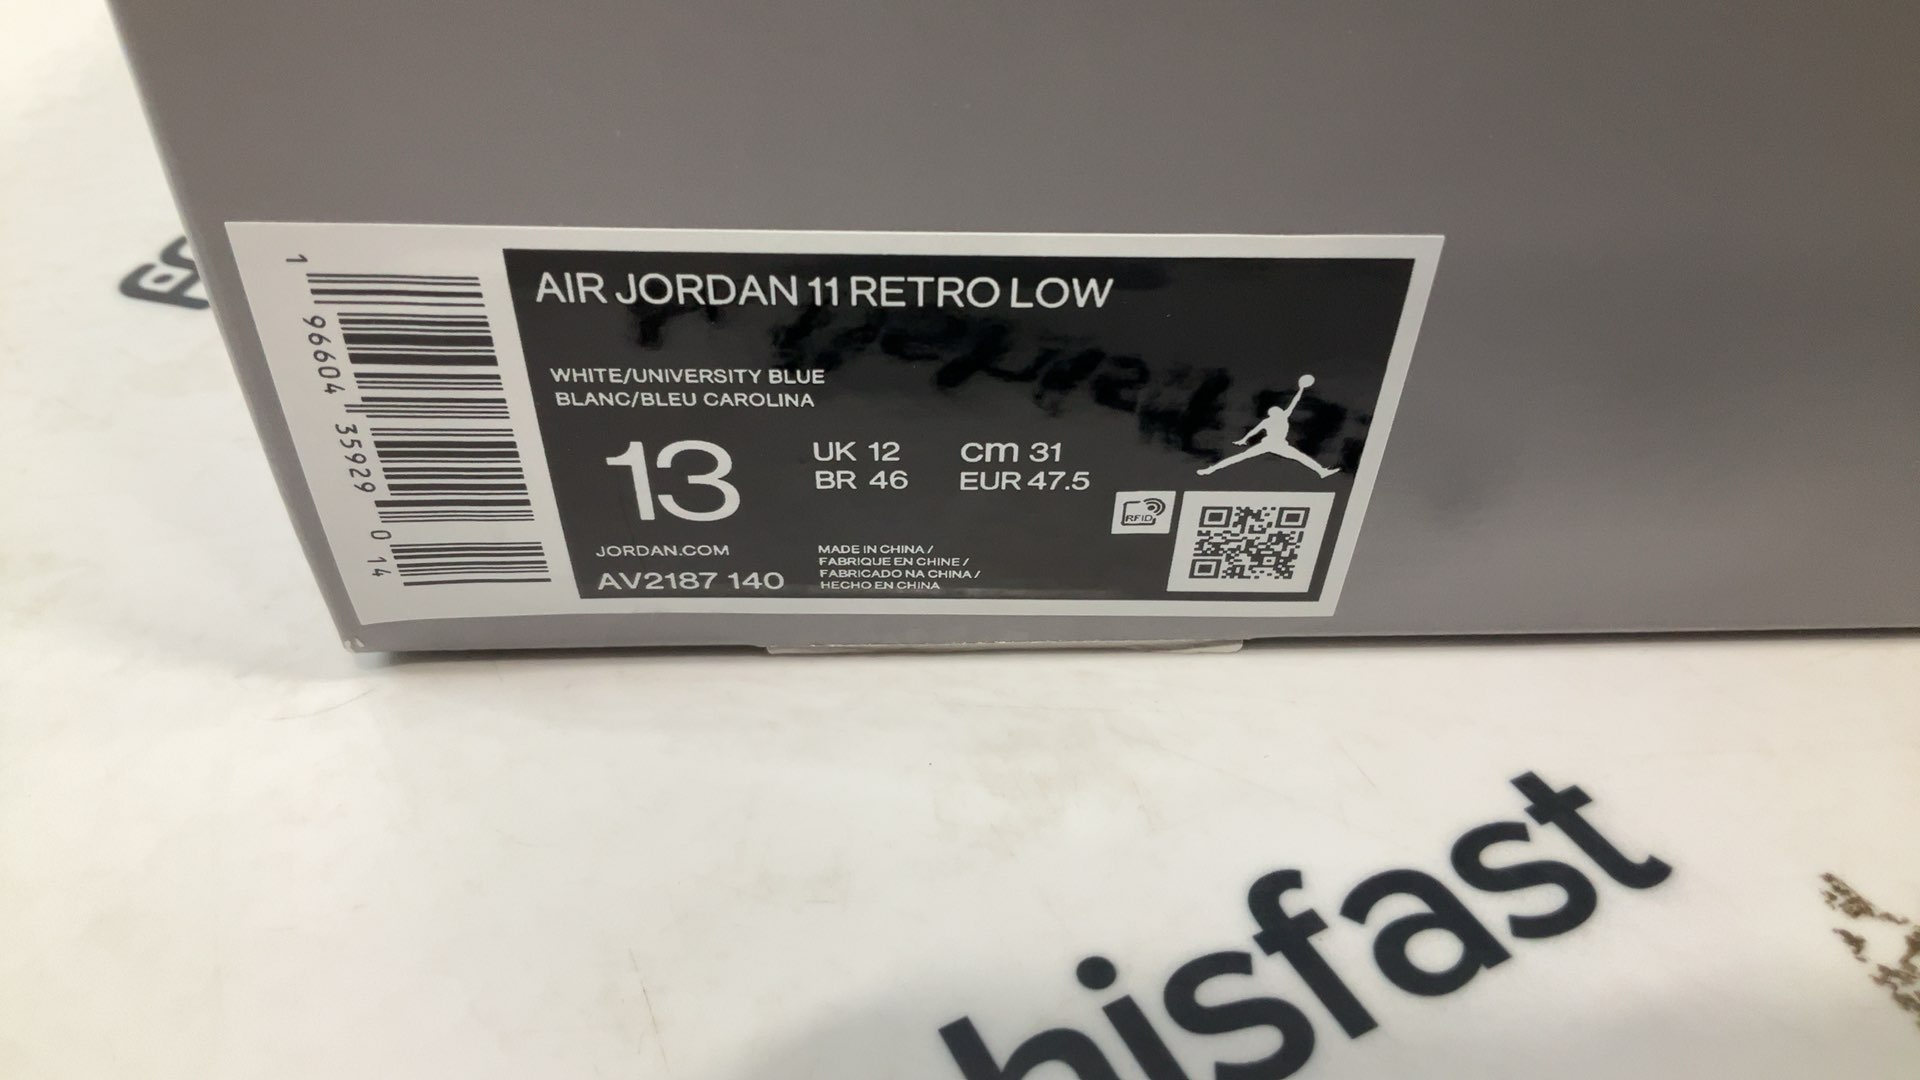 AIR JORDAN 11 RETRO LOW
WHITE/UNIVERSITY BLUE
BLANC/BLEU CAROLINA
13
UK 12
BR 46
cm 31
EUR 47.5
RFID
JORDAN.COM
AV2187 140
MADE IN CHINA /
FABRIQUE EN CHINE /
FABRICADO NA CHINA /
HECHO EN CHINA
1 96604 35929 0 14
hisfast